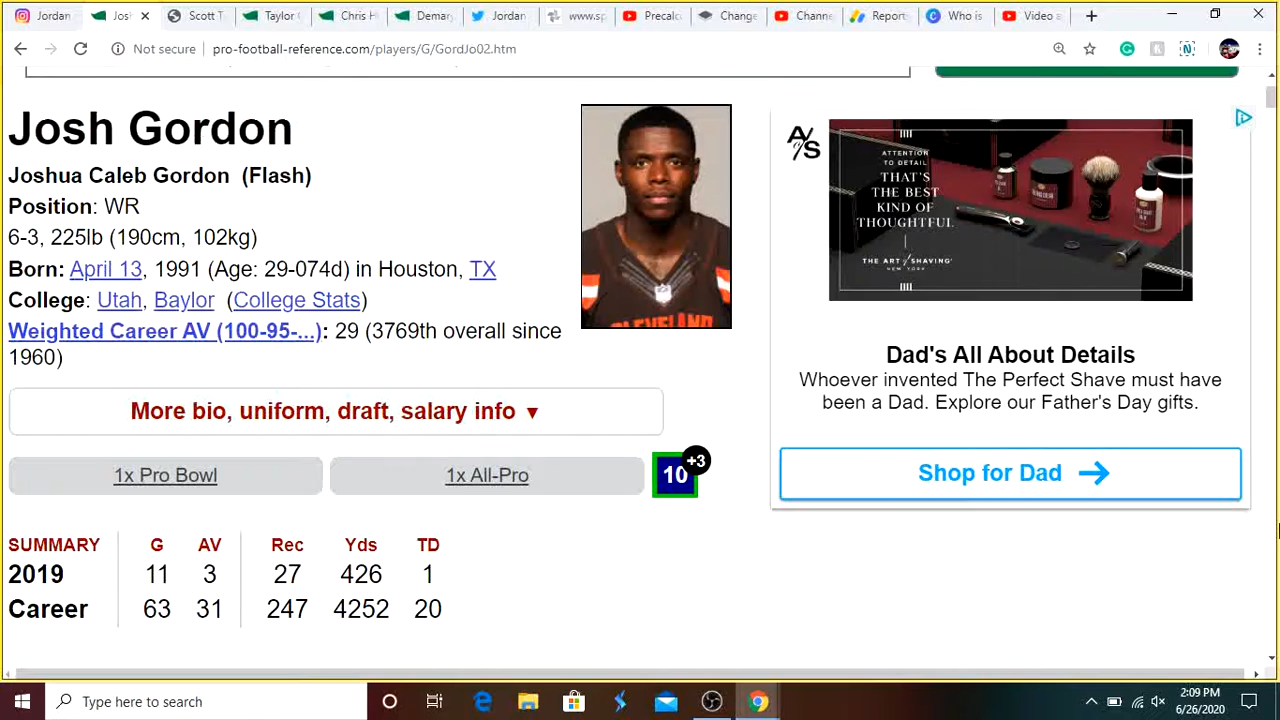 Jordan
Josh
Scott T
Taylor
Chris H
Demary
Jordan
www.sp
Precalc
Change
Chann
Reports
Who is
Video a
Not secure
pro-football-reference.com/players/G/GordJo02.htm
Josh Gordon
Joshua Caleb Gordon (Flash)
Position: WR
6-3, 225lb (190cm, 102kg)
Born: April 13, 1991 (Age: 29-074d) in Houston, TX
College: Utah, Baylor (College Stats)
Weighted Career AV (100-95-...): 29 (3769th overall since
1960)
CLEVELAND
More bio, uniform, draft, salary info ▼
1x Pro Bowl
1x All-Pro
10
+3
SUMMARY G AV Rec Yds TD
2019 11 3 27 426 1
Career 63 31 247 4252 20
A/S
ATTENTION
TO DETAIL
THAT'S
THE BEST
KIND OF
THOUGHTFUL
THE ART of SHAVING
NEW YORK
Dad's All About Details
Whoever invented The Perfect Shave must have
been a Dad. Explore our Father's Day gifts.
Shop for Dad
Type here to search
2:09 PM
6/26/2020